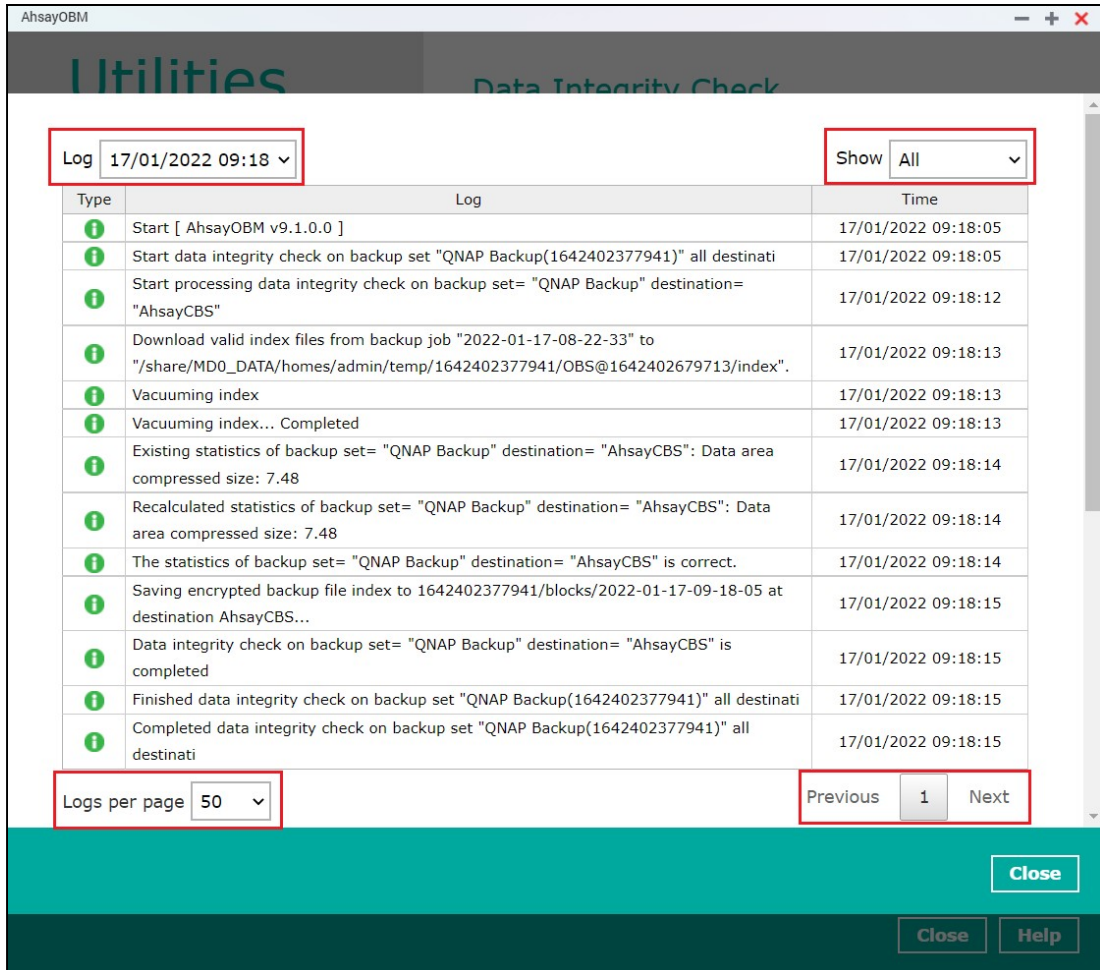 AhsayOBM
Utilities
Data Integrity Check
Log 17/01/2022 09:18
Show All
Type Log Time
Start [ AhsayOBM v9.1.0.0 ] 17/01/2022 09:18:05
Start data integrity check on backup set "QNAP Backup(1642402377941)" all destinati 17/01/2022 09:18:05
Start processing data integrity check on backup set= "QNAP Backup" destination=
"AhsayCBS" 17/01/2022 09:18:12
Download valid index files from backup job "2022-01-17-08-22-33" to
"/share/MD0_DATA/homes/admin/temp/1642402377941/OBS@1642402679713/index". 17/01/2022 09:18:13
Vacuuming index 17/01/2022 09:18:13
Vacuuming index... Completed 17/01/2022 09:18:13
Existing statistics of backup set= "QNAP Backup" destination= "AhsayCBS": Data area
compressed size: 7.48 17/01/2022 09:18:14
Recalculated statistics of backup set= "QNAP Backup" destination= "AhsayCBS": Data
area compressed size: 7.48 17/01/2022 09:18:14
The statistics of backup set= "QNAP Backup" destination= "AhsayCBS" is correct. 17/01/2022 09:18:14
Saving encrypted backup file index to 1642402377941/blocks/2022-01-17-09-18-05 at
destination AhsayCBS... 17/01/2022 09:18:15
Data integrity check on backup set= "QNAP Backup" destination= "AhsayCBS" is
completed 17/01/2022 09:18:15
Finished data integrity check on backup set "QNAP Backup(1642402377941)" all destinati 17/01/2022 09:18:15
Completed data integrity check on backup set "QNAP Backup(1642402377941)" all
destinati 17/01/2022 09:18:15
Logs per page 50
Previous 1 Next
Close
Close Help